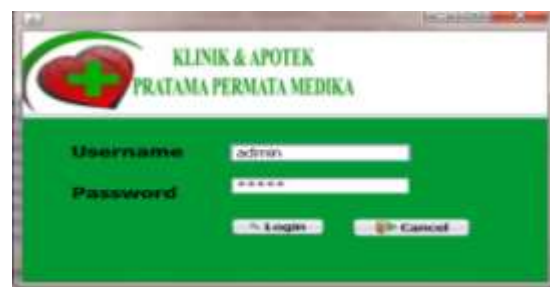 KLINIK & APOTEK
PRATAMA PERMATA MEDIKA
Username admin
Password *****
Login Cancel